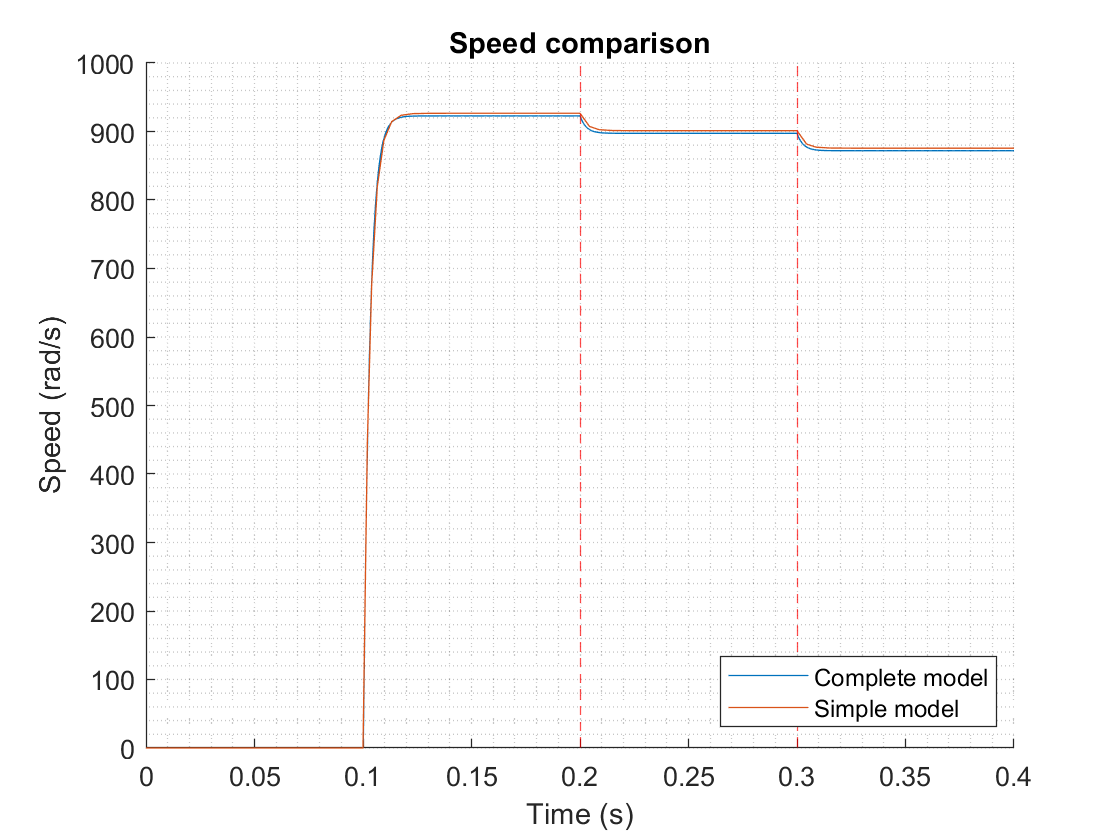 Speed comparison
1000
900
800
700
600
500
400
300
200
100
0
Speed (rad/s)
0 0.05 0.1 0.15 0.2 0.25 0.3 0.35 0.4
Time (s)
Complete model
Simple model